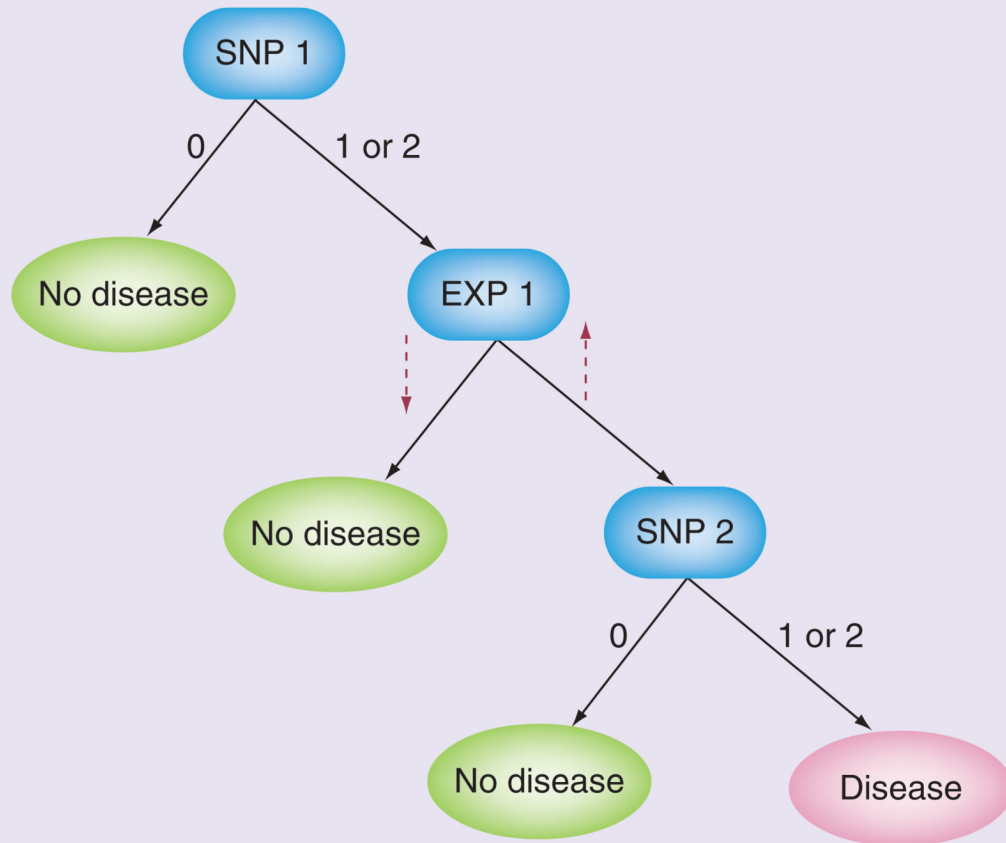 SNP 1
0
1 or 2
No disease
EXP 1
No disease
SNP 2
0
1 or 2
No disease
Disease